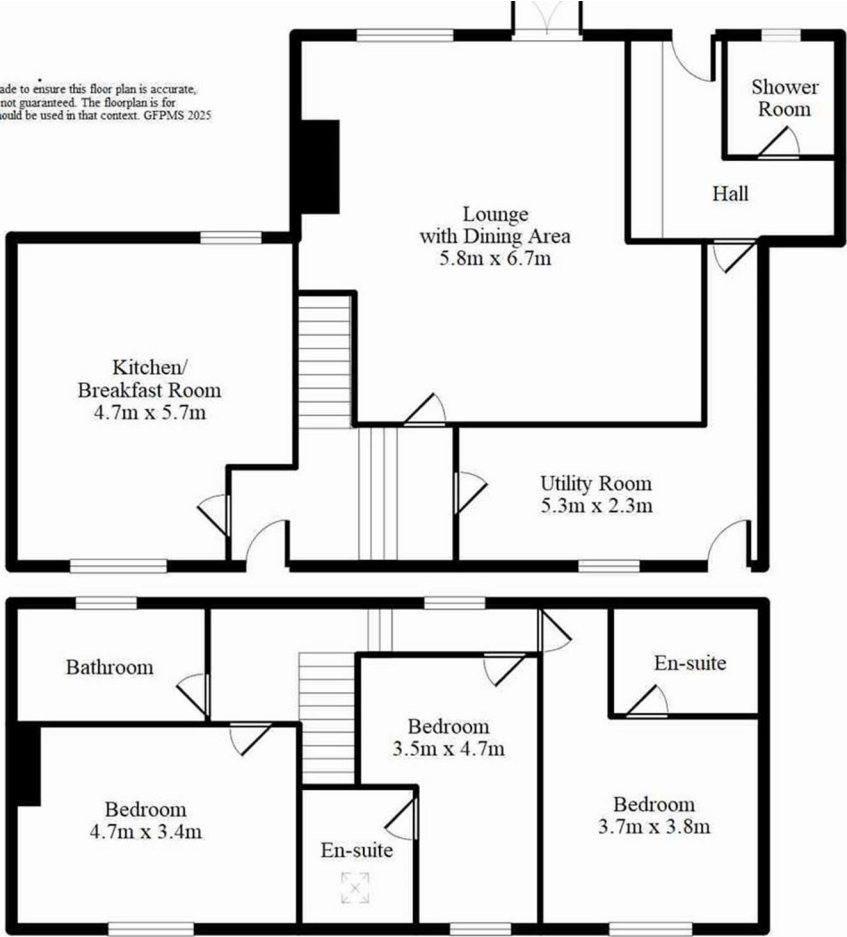 ade to ensure this floor plan is accurate,
not guaranteed. The floorplan is for
ould be used in that context. GFPMS 2025
Shower
Room
Hall
Lounge
with Dining Area
5.8m x 6.7m
Kitchen/
Breakfast Room
4.7m x 5.7m
Utility Room
5.3m x 2.3m
Bathroom
En-suite
Bedroom
3.5m x 4.7m
Bedroom
4.7m x 3.4m
Bedroom
3.7m x 3.8m
En-suite